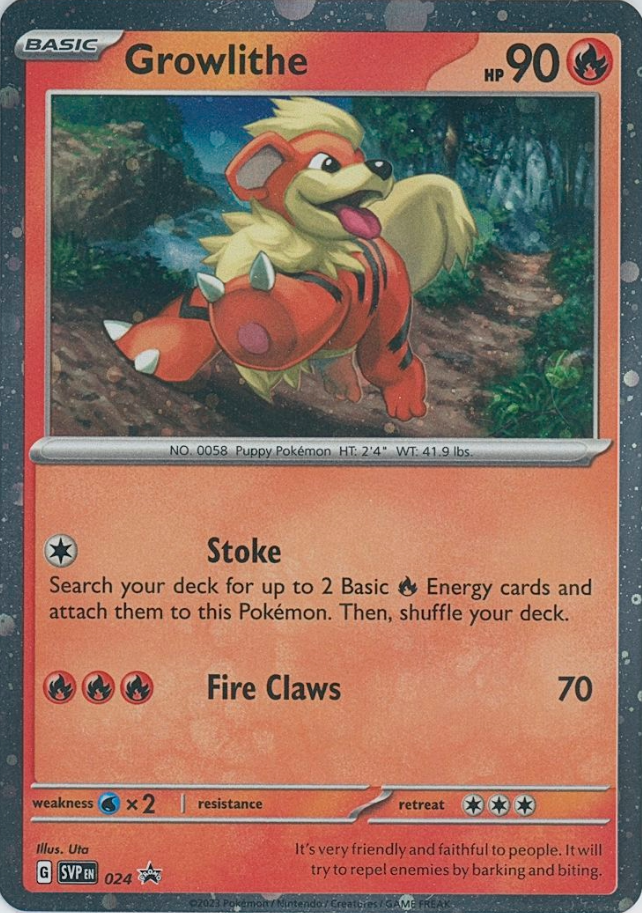 BASIC Growlithe HP 90
NO. 0058 Puppy Pokémon HT: 2'4" WT: 41.9 lbs.
Stoke
Search your deck for up to 2 Basic Energy cards and
attach them to this Pokémon. Then, shuffle your deck.
Fire Claws 70
weakness ×2 resistance retreat
Illus. Uta
It's very friendly and faithful to people. It will
try to repel enemies by barking and biting.
G SVP EN 024 PROMO
©2023 Pokémon / Nintendo / Creatures / GAME FREAK